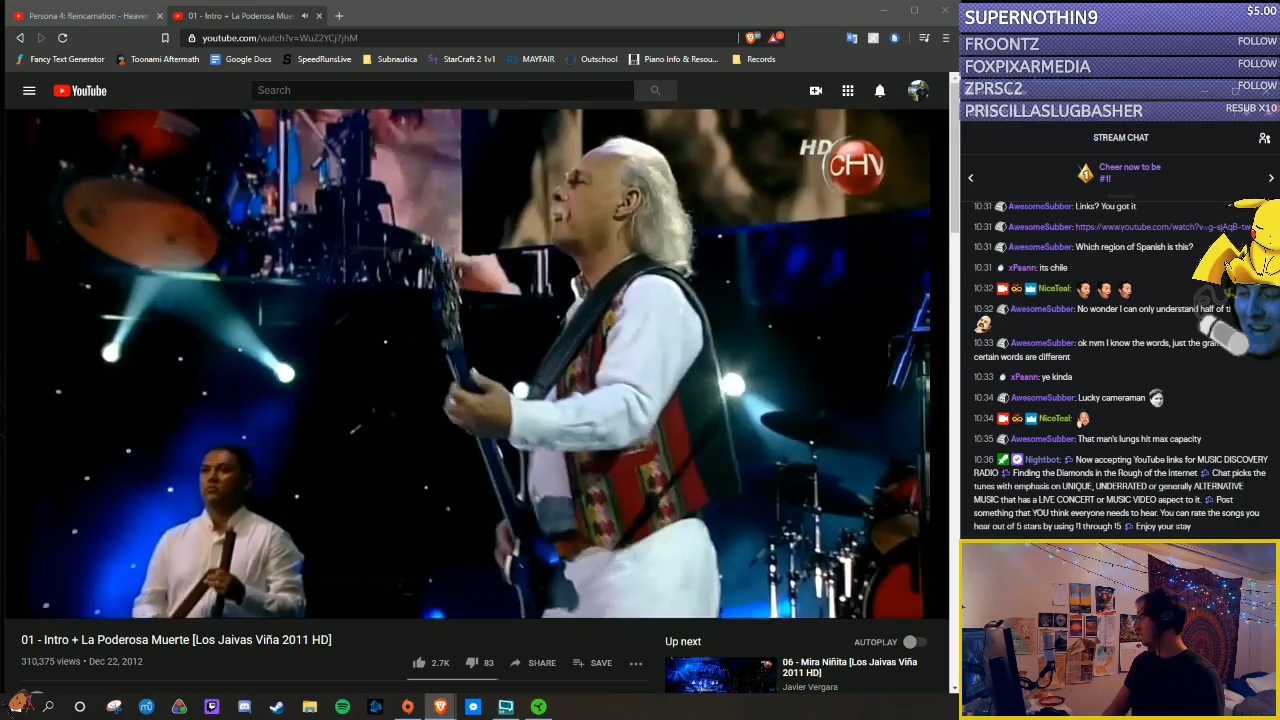 Persona 4: Reincarnation - Heaven
01 - Intro + La Poderosa Muer
youtube.com/watch?v=WuZ2YCj7jhM
Fancy Text Generator
Toonami Aftermath
Google Docs
SpeedRunsLive
Subnautica
StarCraft 2 1v1
MAYFAIR
Outschool
Piano Info & Resou...
Records
YouTube
Search
HD
CHV
01 - Intro + La Poderosa Muerte [Los Jaivas Viña 2011 HD]
310,375 views • Dec 22, 2012
2.7K
83
SHARE
SAVE
Up next
AUTOPLAY
06 - Mira Niñita [Los Jaivas Viña
2011 HD]
Javier Vergara
SUPERNOTHIN9 $5.00
FROONTZ FOLLOW
FOXPIXARMEDIA FOLLOW
ZPRSC2 FOLLOW
PRISCILLASLUGBASHER RESUB X10
STREAM CHAT
Cheer now to be
#1!
10:31 AwesomeSubber: Links? You got it
10:31 AwesomeSubber: https://www.youtube.com/watch?v=g-sjAqB-tw
10:31 AwesomeSubber: Which region of Spanish is this?
10:31 xPaann: its chile
10:32 NiceTeal:
10:32 AwesomeSubber: No wonder I can only understand half of
10:33 AwesomeSubber: ok nvm I know the words, just the gra
certain words are different
10:33 xPaann: ye kinda
10:34 AwesomeSubber: Lucky cameraman
10:34 NiceTeal:
10:35 AwesomeSubber: That man's lungs hit max capacity
10:36 Nightbot: Now accepting YouTube links for MUSIC DISCOVERY
RADIO Finding the Diamonds in the Rough of the Internet Chat picks the
tunes with emphasis on UNIQUE, UNDERRATED or generally ALTERNATIVE
MUSIC that has a LIVE CONCERT or MUSIC VIDEO aspect to it. Post
something that YOU think everyone needs to hear. You can rate the songs you
hear out of 5 stars by using !1 through !5 Enjoy your stay